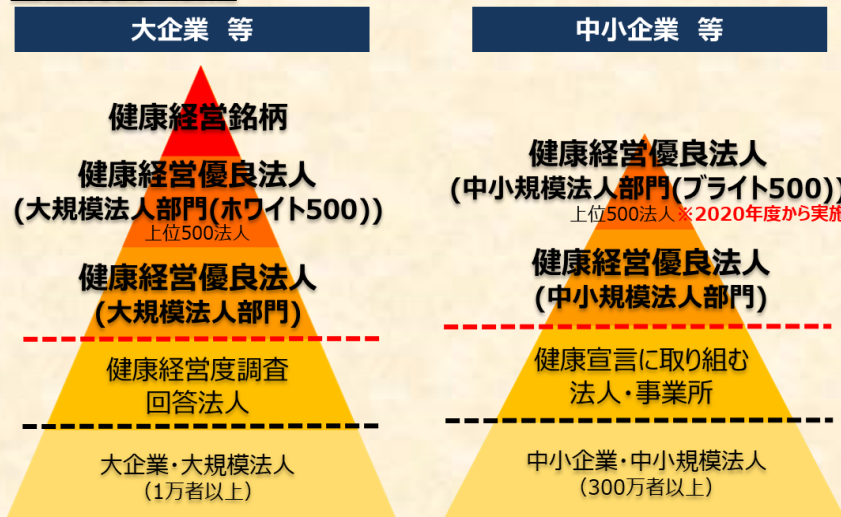 大企業 等
健康経営銘柄
健康経営優良法人
(大規模法人部門(ホワイト500))
上位500法人
健康経営優良法人
(大規模法人部門)
健康経営度調査
回答法人
大企業・大規模法人
(1万者以上)
中小企業 等
健康経営優良法人
(中小規模法人部門(ブライト500))
上位500法人※2020年度から実施
健康経営優良法人
(中小規模法人部門)
健康宣言に取り組む
法人・事業所
中小企業・中小規模法人
(300万者以上)